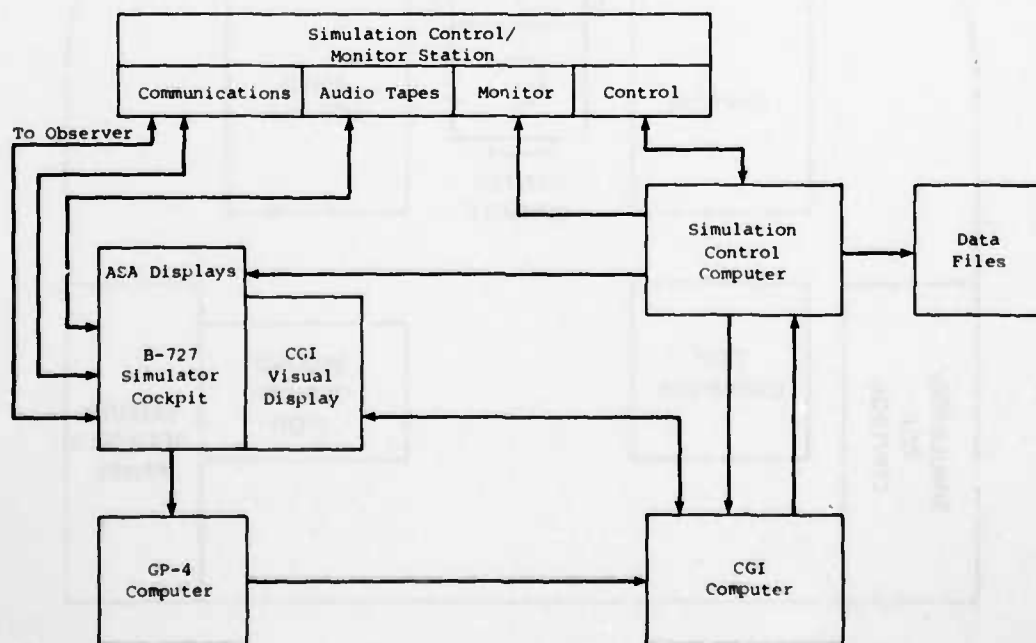 Simulation Control/
Monitor Station
Communications
Audio Tapes
Monitor
Control
To Observer
Simulation
Control
Computer
Data
Files
ASA Displays
B-727
Simulator
Cockpit
CGI
Visual
Display
GP-4
Computer
CGI
Computer